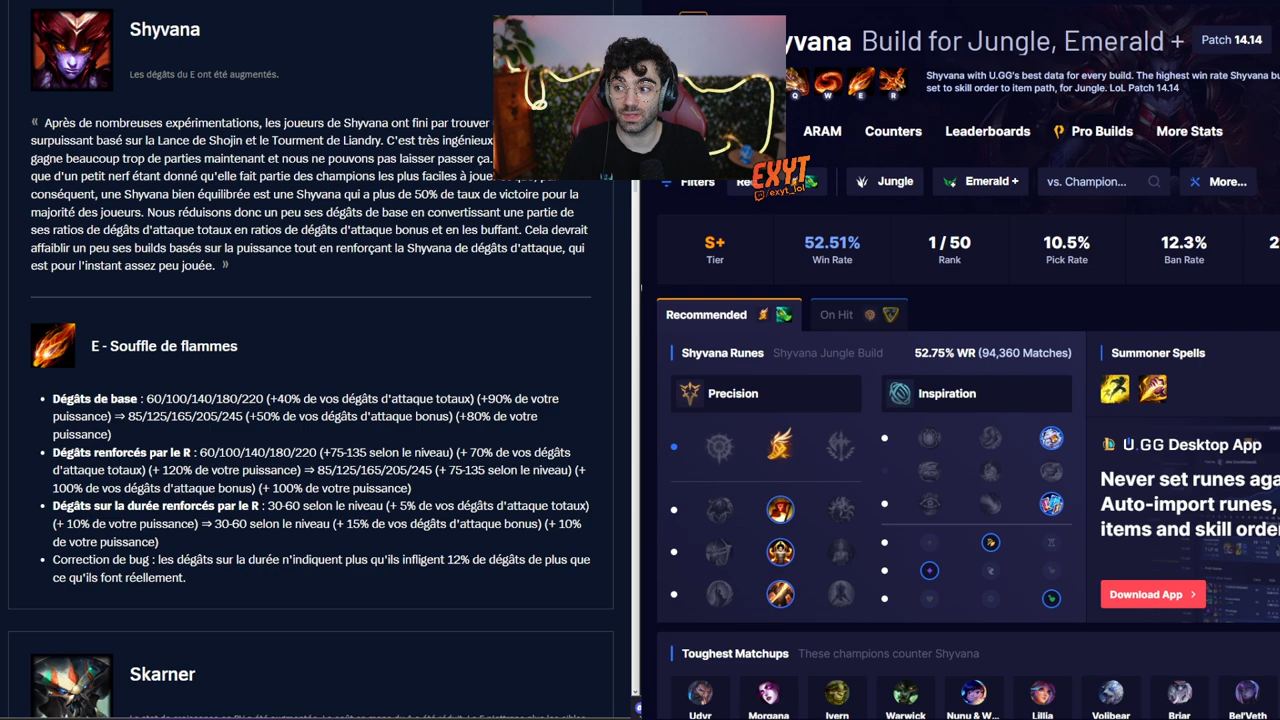 Shyvana
Les dégâts du E ont été augmentés.
« Après de nombreuses expérimentations, les joueurs de Shyvana ont fini par trouver
surpuissant basé sur la Lance de Shojin et le Tourment de Liandry. C'est très ingénieux
gagne beaucoup trop de parties maintenant et nous ne pouvons pas laisser passer ça.
que d'un petit nerf étant donné qu'elle fait partie des champions les plus faciles à
conséquent, une Shyvana bien équilibrée est une Shyvana qui a plus de 50% de taux de victoire pour la
majorité des joueurs. Nous réduisons donc un peu ses dégâts de base en convertissant une partie de
ses ratios de dégâts d'attaque totaux en ratios de dégâts d'attaque bonus et en les buffant. Cela devrait
affaiblir un peu ses builds basés sur la puissance tout en renforçant la Shyvana de dégâts d'attaque, qui
est pour l'instant assez peu jouée. »
E - Souffle de flammes
• Dégâts de base : 60/100/140/180/220 (+40% de vos dégâts d'attaque totaux) (+90% de votre
puissance) ⇒ 85/125/165/205/245 (+50% de vos dégâts d'attaque bonus) (+80% de votre
puissance)
• Dégâts renforcés par le R : 60/100/140/180/220 (+75-135 selon le niveau) (+ 70% de vos dégâts
d'attaque totaux) (+ 120% de votre puissance) ⇒ 85/125/165/205/245 (+ 75-135 selon le niveau) (+
100% de vos dégâts d'attaque bonus) (+ 100% de votre puissance)
• Dégâts sur la durée renforcés par le R : 30-60 selon le niveau (+ 5% de vos dégâts d'attaque totaux)
(+ 10% de votre puissance) ⇒ 30-60 selon le niveau (+ 15% de vos dégâts d'attaque bonus) (+ 10%
de votre puissance)
• Correction de bug : les dégâts sur la durée n'indiquent plus qu'ils infligent 12% de dégâts de plus que
ce qu'ils font réellement.
Skarner
EXYT
/exyt_lol
yvana Build for Jungle, Emerald +
Patch 14.14
Q W E R
Shyvana with U.GG's best data for every build. The highest win rate Shyvana bu
set to skill order to item path, for Jungle. LoL Patch 14.14
ARAM Counters Leaderboards Pro Builds More Stats
Filters Jungle Emerald + vs. Champion... More...
S+ 52.51% 1 / 50 10.5% 12.3%
Tier Win Rate Rank Pick Rate Ban Rate
Recommended On Hit
Shyvana Runes Shyvana Jungle Build 52.75% WR (94,360 Matches)
Precision Inspiration
Summoner Spells
U.GG Desktop App
Never set runes aga
Auto-import runes,
items and skill order
Download App
Toughest Matchups These champions counter Shyvana
Udyr Morgana Ivern Warwick Nunu & W... Lillia Volibear Briar Bel'Veth